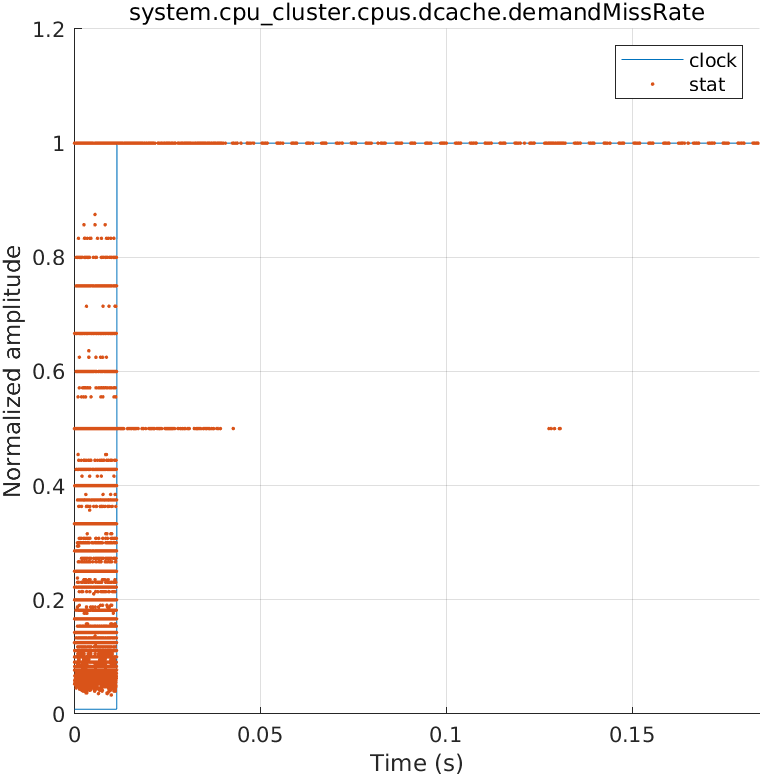 system.cpu_cluster.cpus.dcache.demandMissRate
1.2
clock
stat
1
0.8
0.6
0.4
0.2
0
Normalized amplitude
0
0.05
0.1
0.15
Time (s)